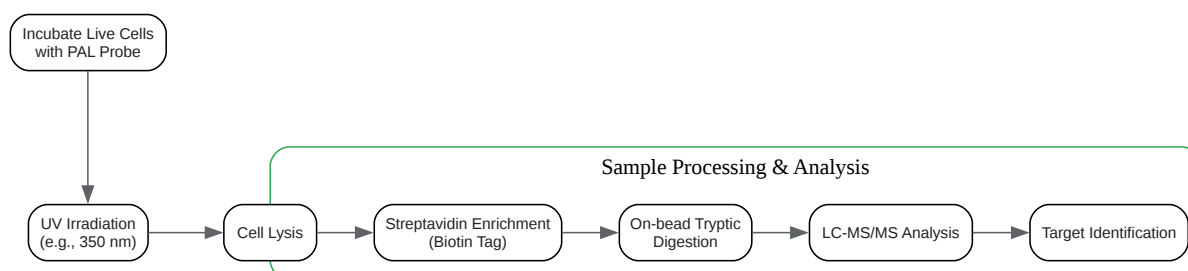 Incubate Live Cells
with PAL Probe
Sample Processing & Analysis
UV Irradiation
(e.g., 350 nm)
Cell Lysis
Streptavidin Enrichment
(Biotin Tag)
On-bead Tryptic
Digestion
LC-MS/MS Analysis
Target Identification